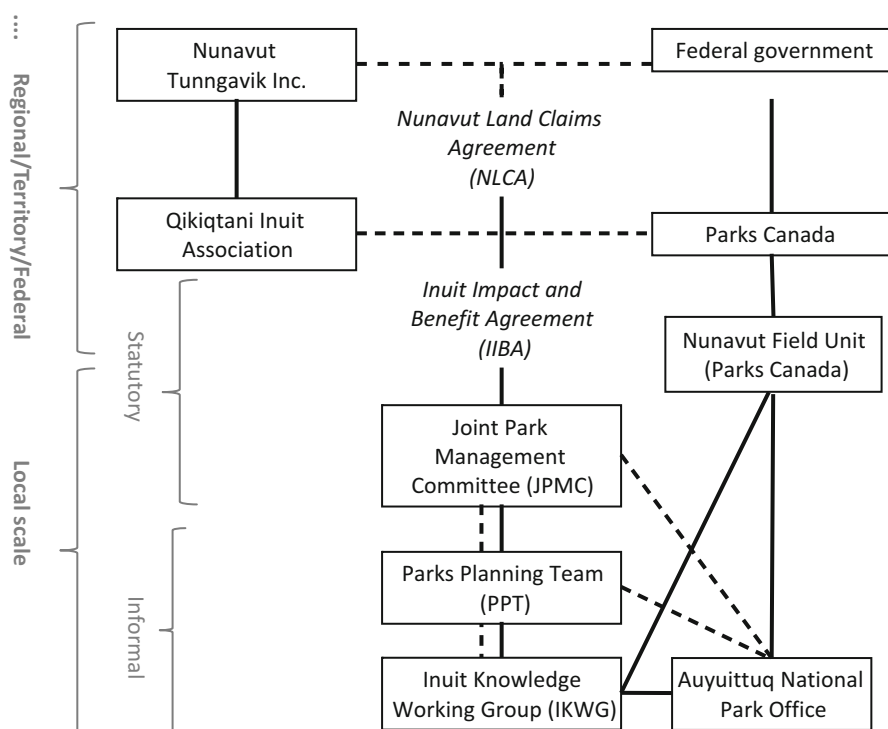 ....
Regional/Territory/Federal
Local scale
Statutory
Informal
Nunavut
Tunngavik Inc.
Federal government
Nunavut Land Claims
Agreement
(NLCA)
Qikiqtani Inuit
Association
Parks Canada
Inuit Impact and
Benefit Agreement
(IIBA)
Nunavut Field Unit
(Parks Canada)
Joint Park
Management
Committee (JPMC)
Parks Planning Team
(PPT)
Inuit Knowledge
Working Group (IKWG)
Auyuittuq National
Park Office